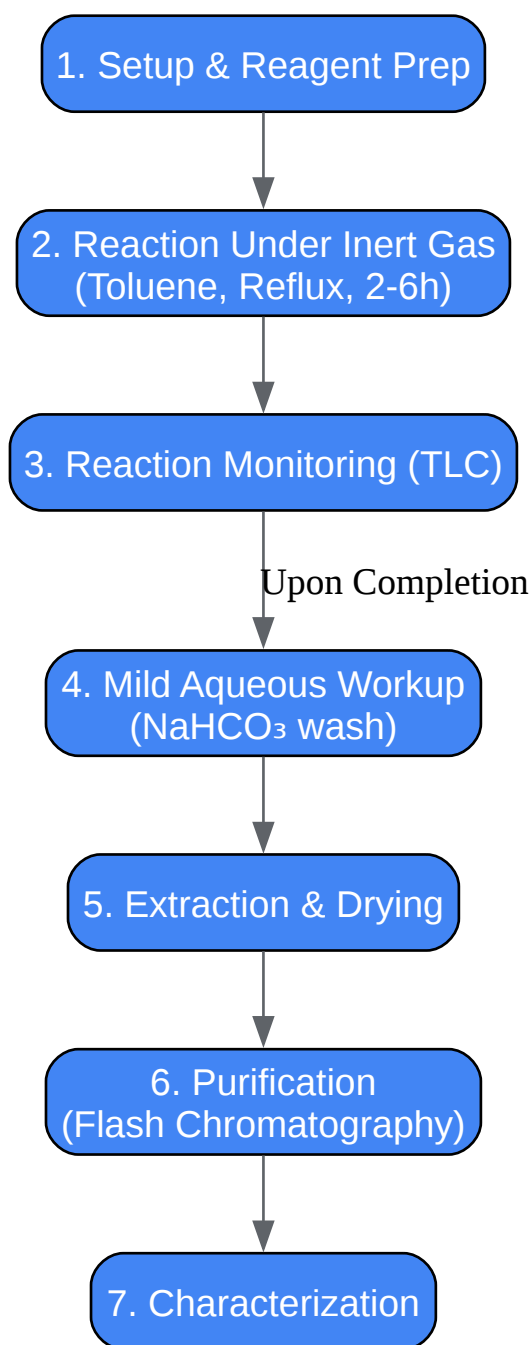 1. Setup & Reagent Prep
2. Reaction Under Inert Gas
(Toluene, Reflux, 2-6h)
3. Reaction Monitoring (TLC)
Upon Completion
4. Mild Aqueous Workup
(NaHCO₃ wash)
5. Extraction & Drying
6. Purification
(Flash Chromatography)
7. Characterization